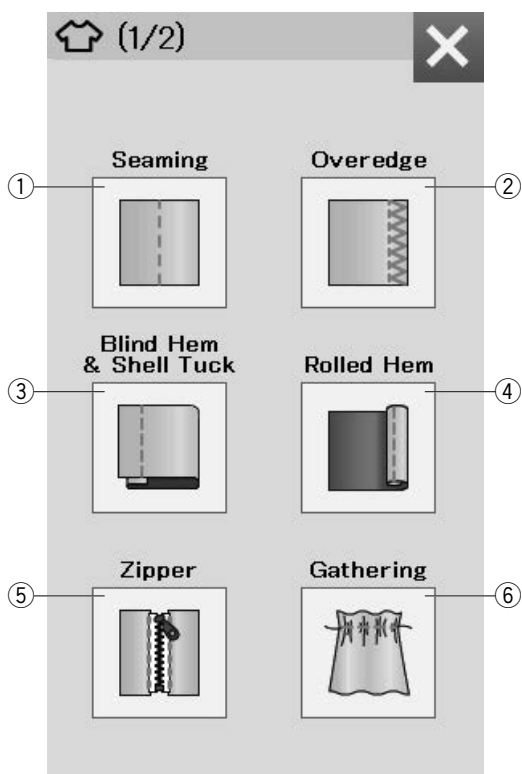 (1/2)
Seaming
Overedge
① ②
Blind Hem
& Shell Tuck
Rolled Hem
③ ④
Zipper
Gathering
⑤ ⑥